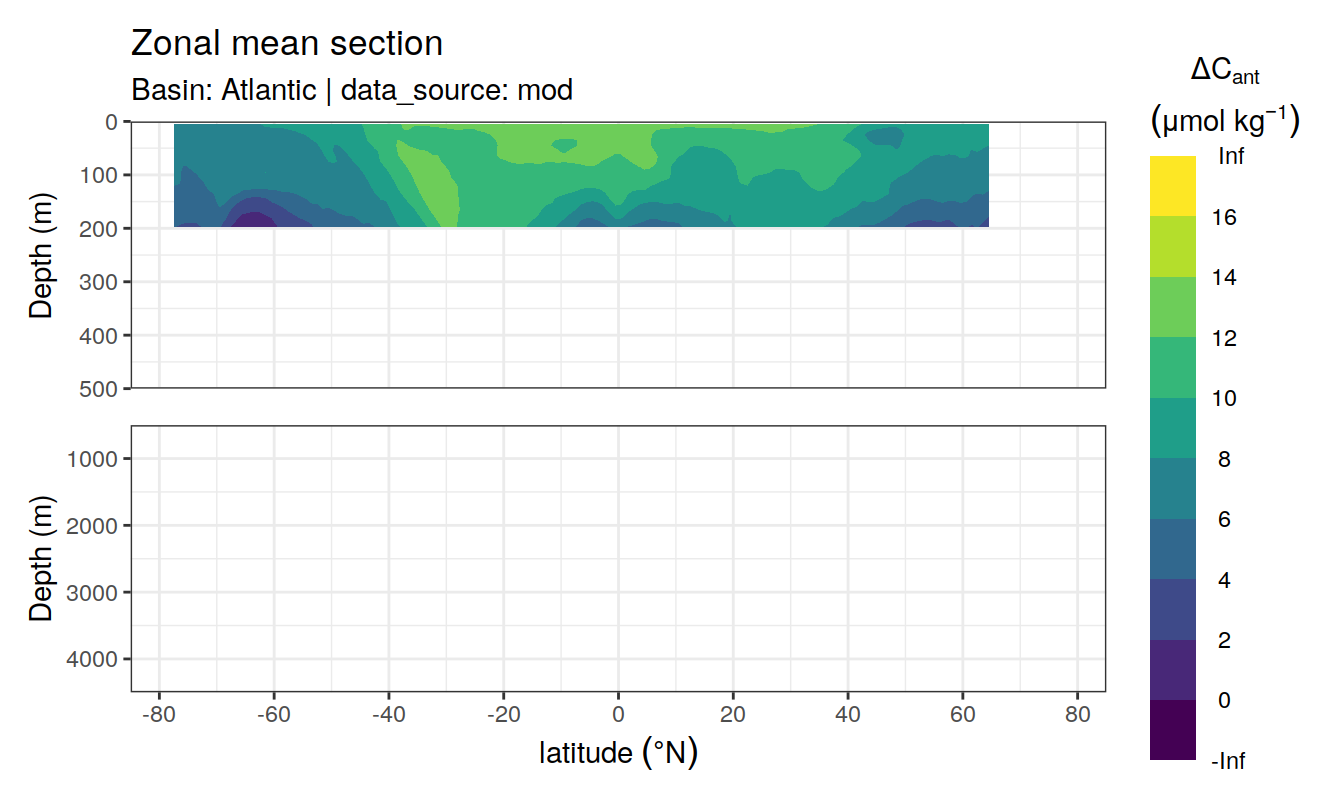 Zonal mean section
Basin: Atlantic | data_source: mod
ΔCant
(μmol kg⁻¹)
Depth (m)
0
100
200
300
400
500
Depth (m)
1000
2000
3000
4000
-80 -60 -40 -20 0 20 40 60 80
latitude (°N)
Inf
16
14
12
10
8
6
4
2
0
-Inf